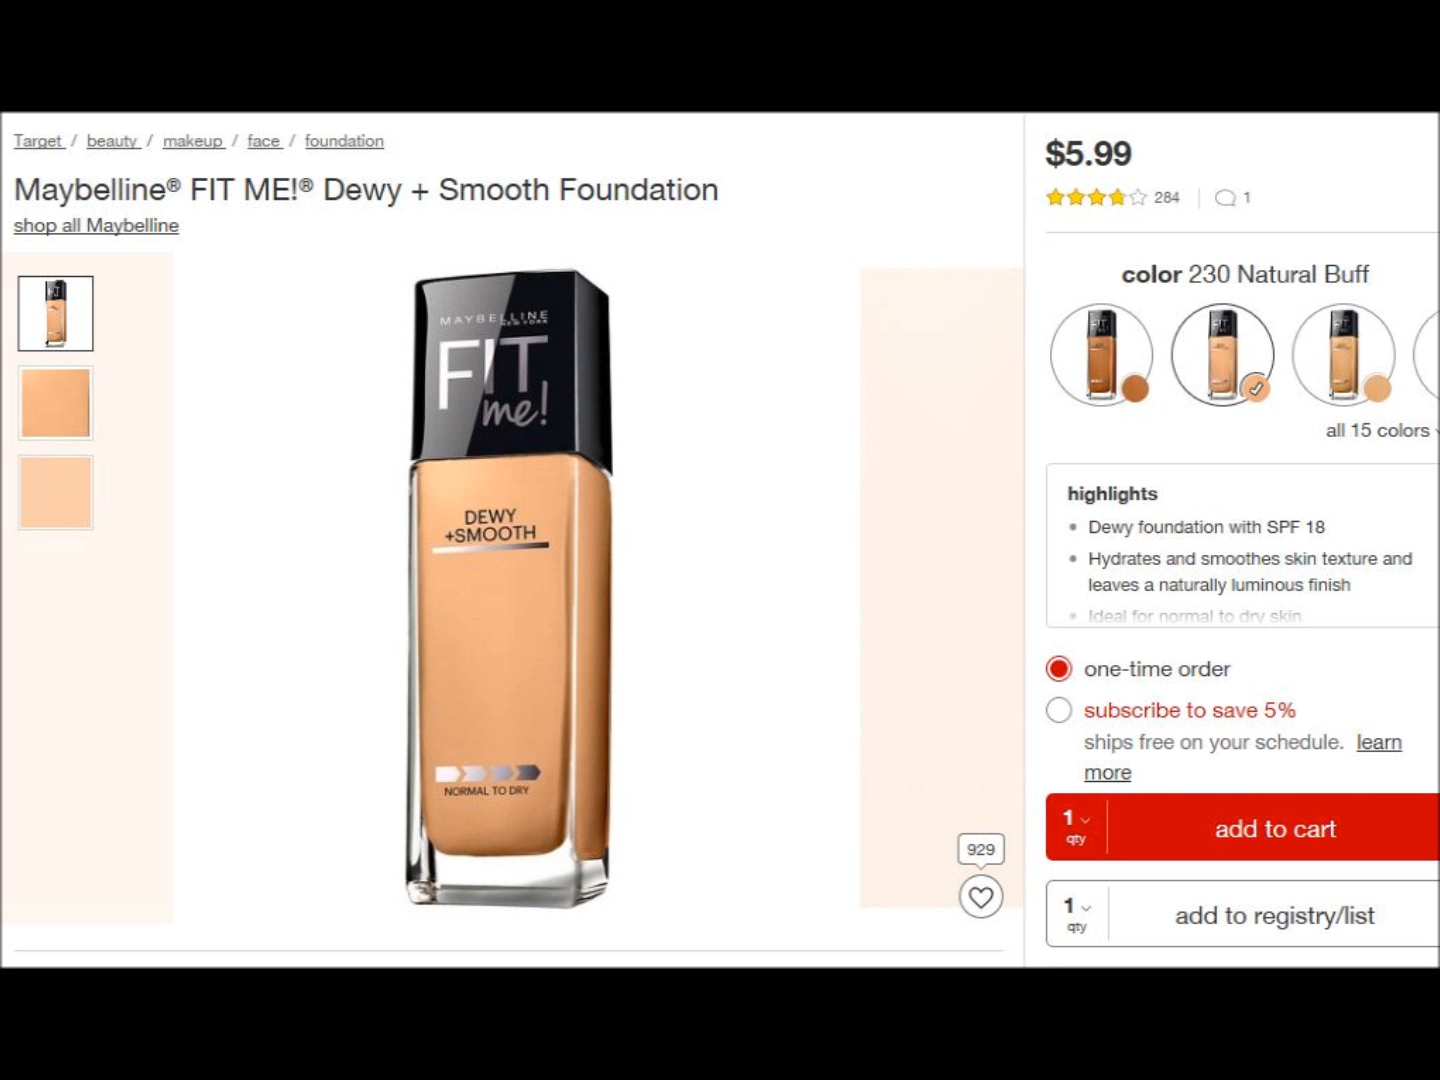 Target / beauty / makeup / face / foundation
Maybelline® FIT ME!® Dewy + Smooth Foundation
shop all Maybelline
MAYBELLINE
NEW YORK
FIT
me!
DEWY
+SMOOTH
NORMAL TO DRY
929
$5.99
284
1
color 230 Natural Buff
all 15 colors
highlights
• Dewy foundation with SPF 18
• Hydrates and smoothes skin texture and
leaves a naturally luminous finish
• Ideal for normal to dry skin
one-time order
subscribe to save 5%
ships free on your schedule. learn
more
1
qty
add to cart
1
qty
add to registry/list